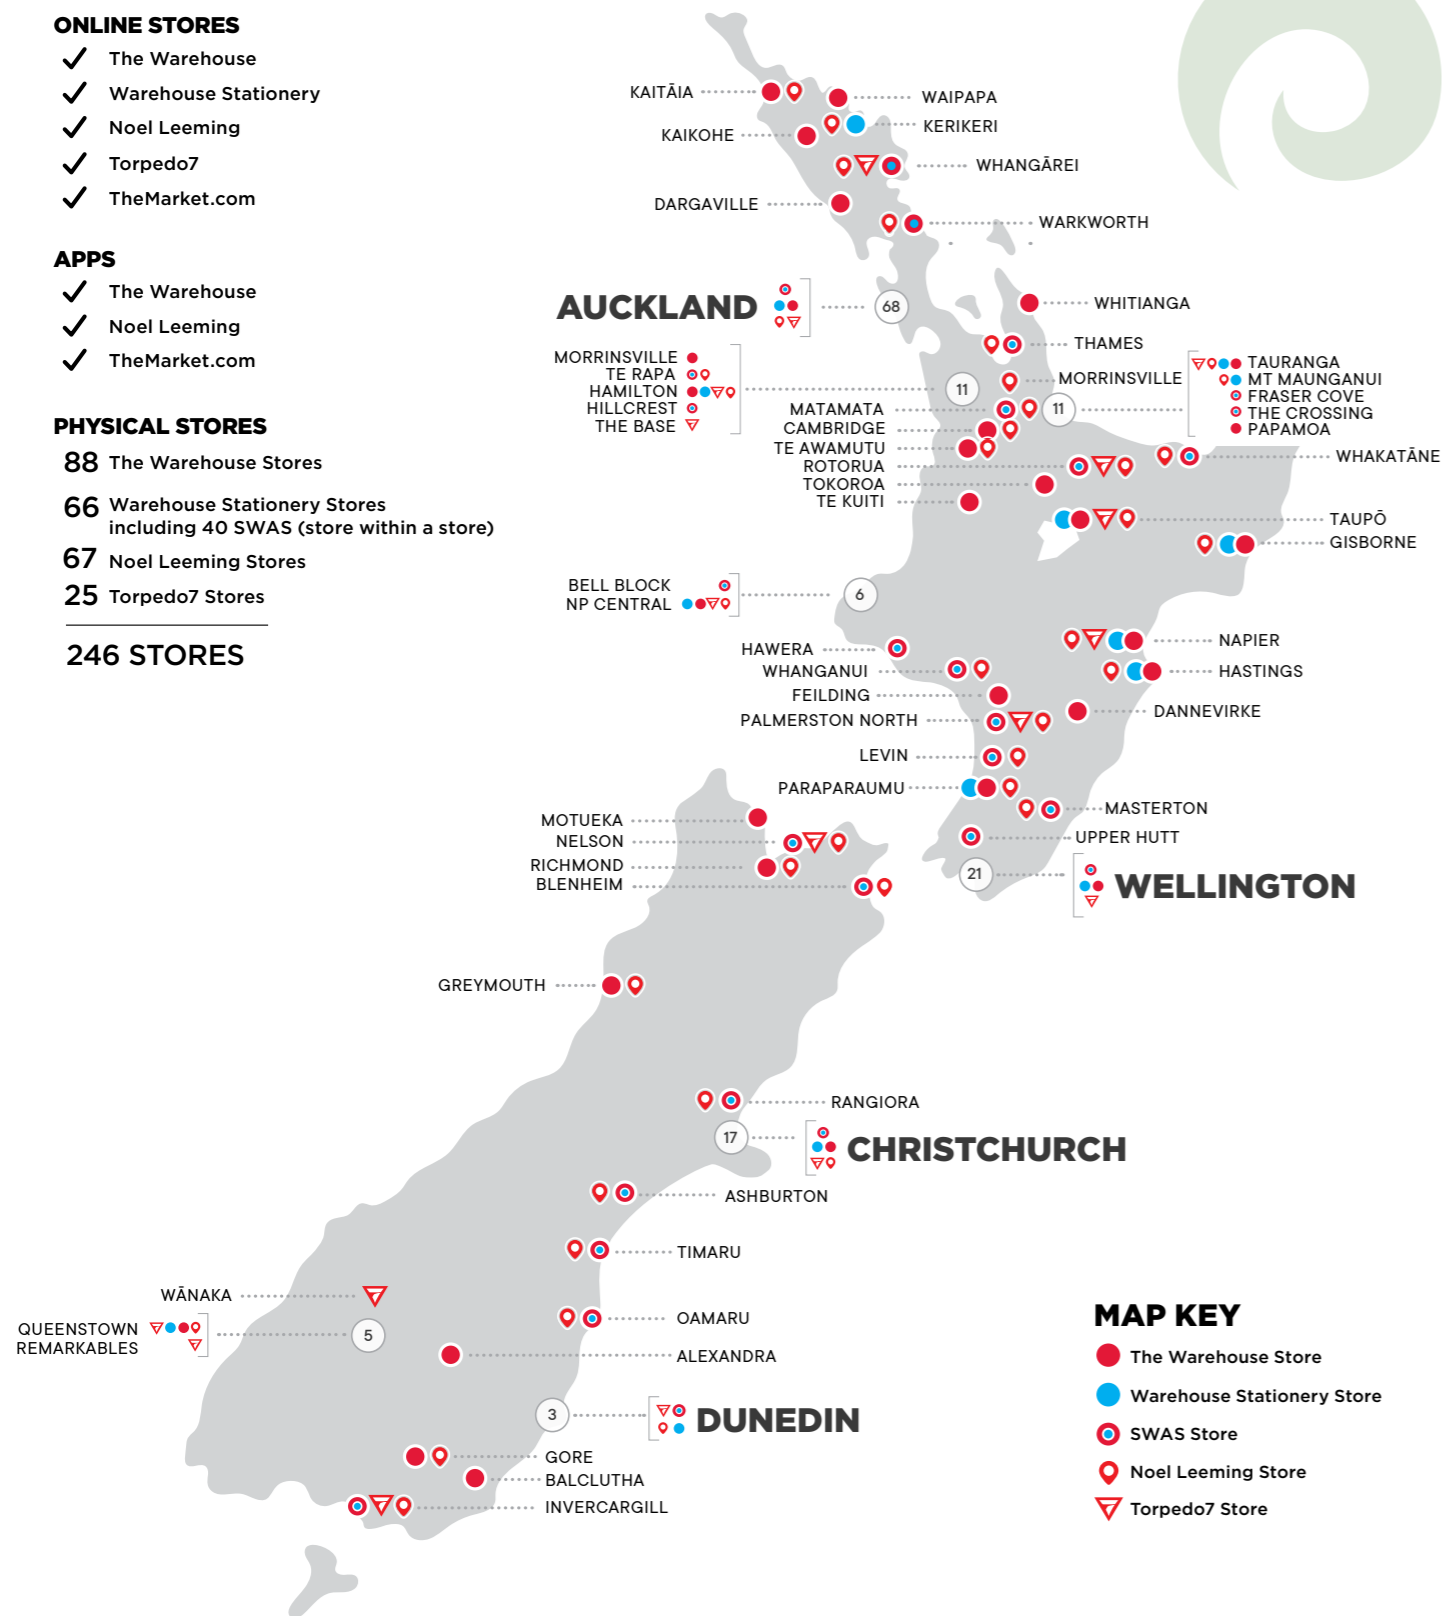 ONLINE STORES
The Warehouse
Warehouse Stationery
Noel Leeming
Torpedo7
TheMarket.com
APPS
The Warehouse
Noel Leeming
TheMarket.com
PHYSICAL STORES
88 The Warehouse Stores
66 Warehouse Stationery Stores
including 40 SWAS (store within a store)
67 Noel Leeming Stores
25 Torpedo7 Stores
246 STORES
KAITĀIA
WAIPAPA
KERIKERI
KAIKOHE
WHANGĀREI
DARGAVILLE
WARKWORTH
AUCKLAND
68
WHITIANGA
THAMES
MORRINSVILLE
TE RAPA
HAMILTON
HILLCREST
THE BASE
11
MORRINSVILLE
MATAMATA
11
CAMBRIDGE
TE AWAMUTU
ROTORUA
TOKOROA
TE KUITI
TAURANGA
MT MAUNGANUI
FRASER COVE
THE CROSSING
PAPAMOA
WHAKATĀNE
TAUPŌ
GISBORNE
BELL BLOCK
NP CENTRAL
6
NAPIER
HASTINGS
HAWERA
WHANGANUI
FEILDING
DANNEVIRKE
PALMERSTON NORTH
LEVIN
PARAPARAUMU
MASTERTON
UPPER HUTT
21
WELLINGTON
MOTUEKA
NELSON
RICHMOND
BLENHEIM
GREYMOUTH
RANGIORA
17
CHRISTCHURCH
ASHBURTON
TIMARU
WĀNAKA
QUEENSTOWN
REMARKABLES
5
OAMARU
ALEXANDRA
3
DUNEDIN
GORE
BALCLUTHA
INVERCARGILL
MAP KEY
The Warehouse Store
Warehouse Stationery Store
SWAS Store
Noel Leeming Store
Torpedo7 Store